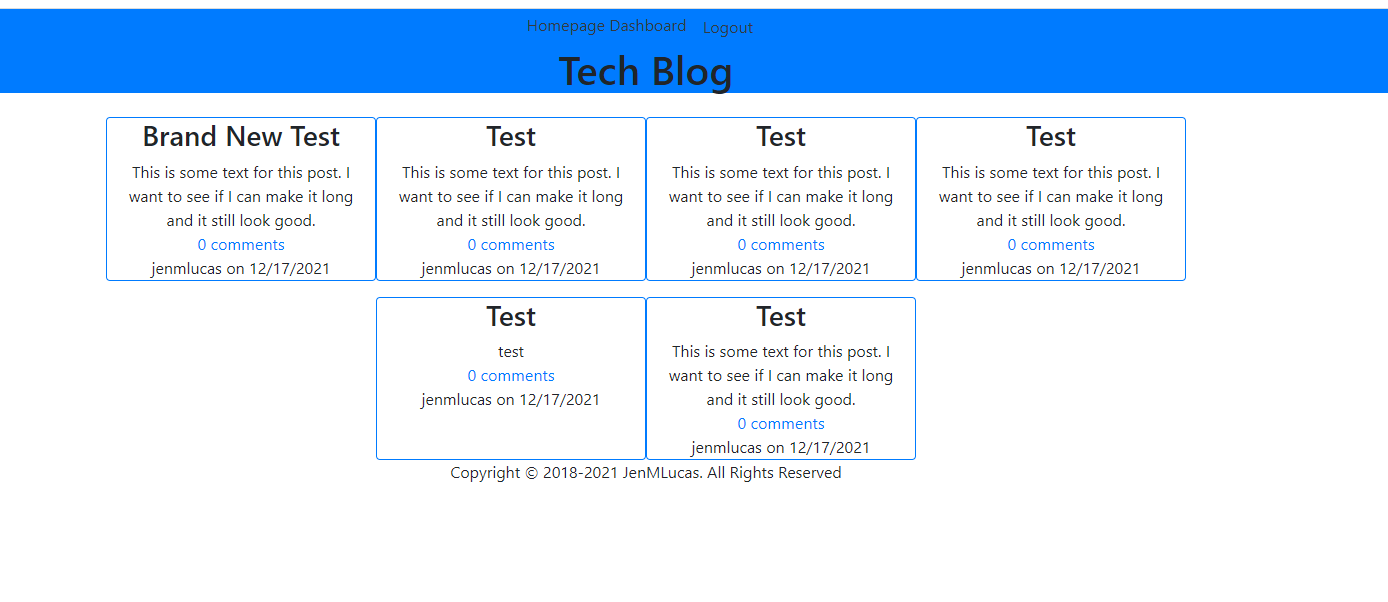 Homepage Dashboard Logout
Tech Blog
Brand New Test
This is some text for this post. I
want to see if I can make it long
and it still look good.
0 comments
jenmlucas on 12/17/2021
Test
This is some text for this post. I
want to see if I can make it long
and it still look good.
0 comments
jenmlucas on 12/17/2021
Test
This is some text for this post. I
want to see if I can make it long
and it still look good.
0 comments
jenmlucas on 12/17/2021
Test
This is some text for this post. I
want to see if I can make it long
and it still look good.
0 comments
jenmlucas on 12/17/2021
Test
test
0 comments
jenmlucas on 12/17/2021
Test
This is some text for this post. I
want to see if I can make it long
and it still look good.
0 comments
jenmlucas on 12/17/2021
Copyright © 2018-2021 JenMLucas. All Rights Reserved